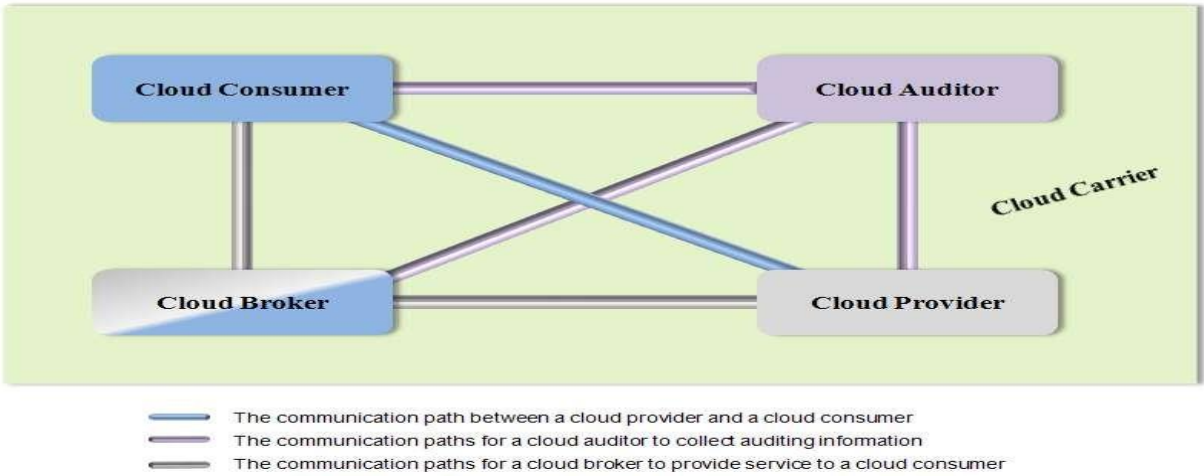 Cloud Consumer
Cloud Auditor
Cloud Carrier
Cloud Broker
Cloud Provider
The communication path between a cloud provider and a cloud consumer
The communication paths for a cloud auditor to collect auditing information
The communication paths for a cloud broker to provide service to a cloud consumer